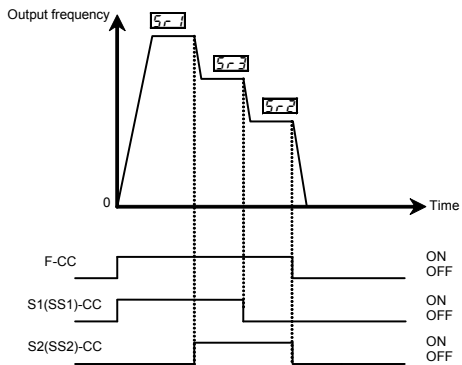 Output frequency
Sr1
Sr3
Sr2
0
Time
F-CC
ON
OFF
S1(SS1)-CC
ON
OFF
S2(SS2)-CC
ON
OFF